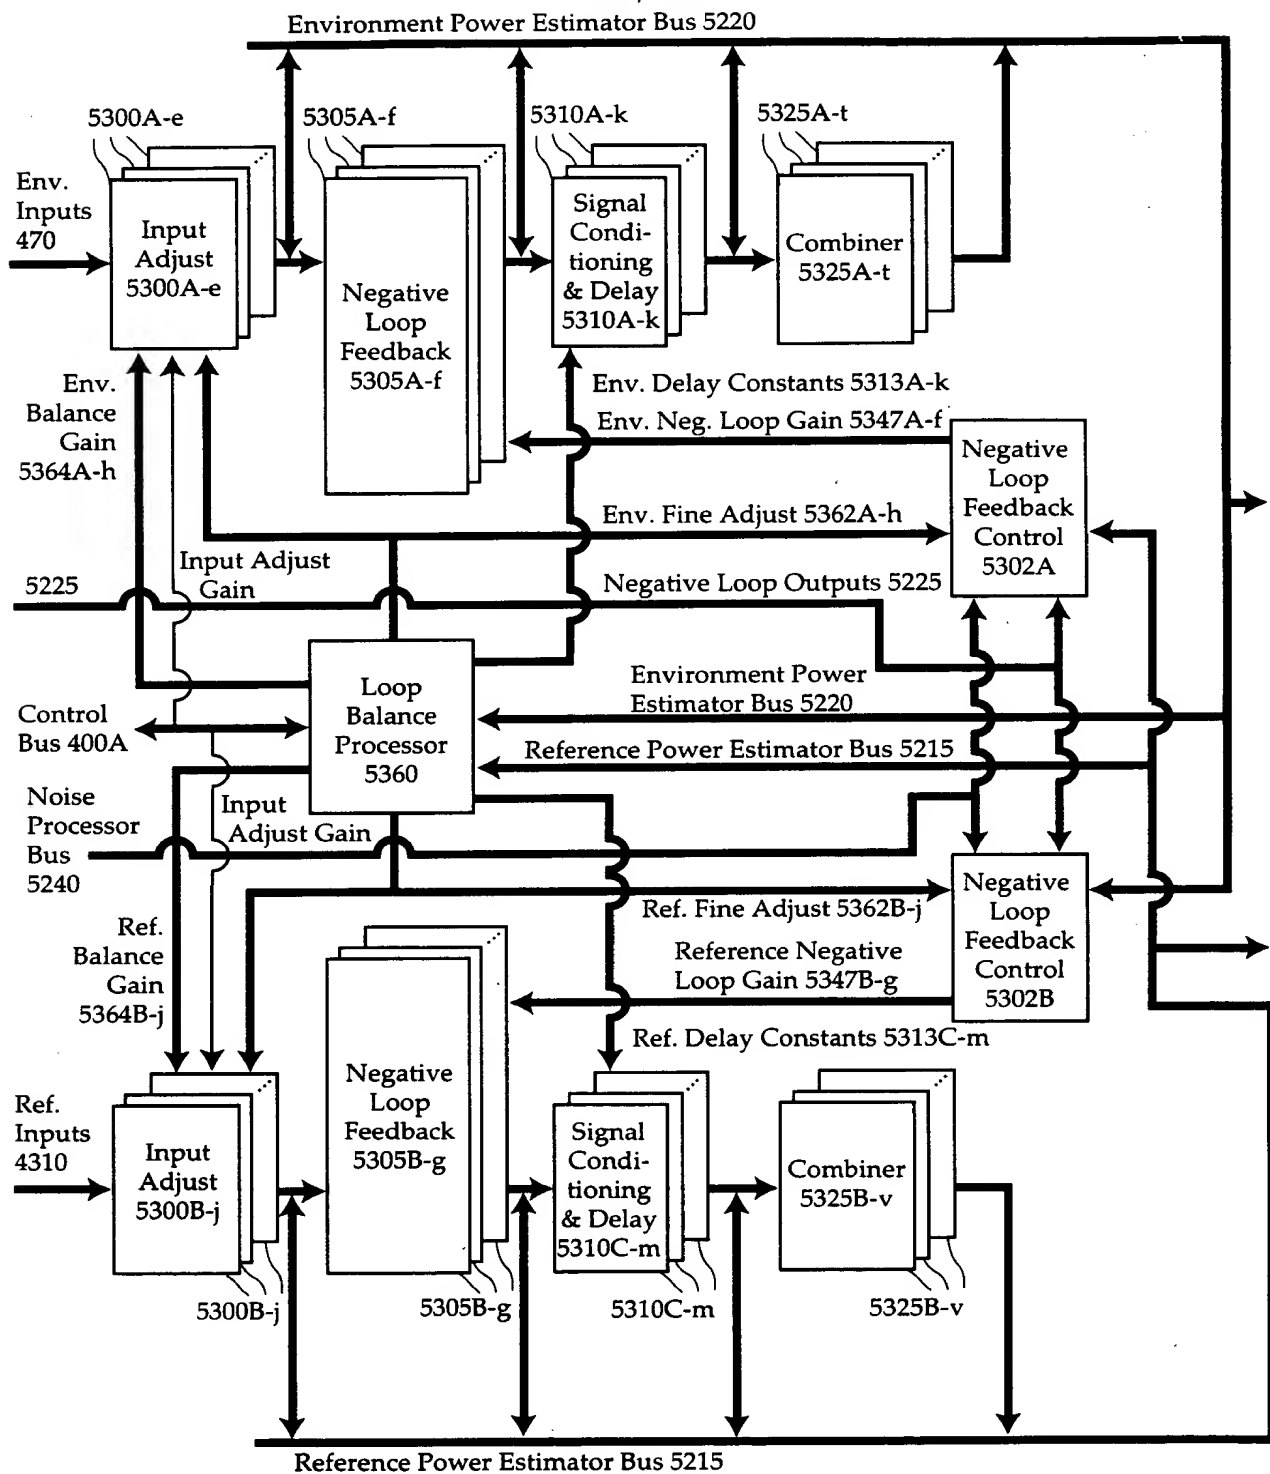 Environment Power Estimator Bus 5220
5300A-e
5305A-f
5310A-k
5325A-t
Env.
Inputs
470
Input
Adjust
5300A-e
Negative
Loop
Feedback
5305A-f
Signal
Condi-
tioning
& Delay
5310A-k
Combiner
5325A-t
Env.
Balance
Gain
5364A-h
Env. Delay Constants 5313A-k
Env. Neg. Loop Gain 5347A-f
Negative
Loop
Feedback
Control
5302A
Env. Fine Adjust 5362A-h
Input Adjust
Gain
5225
Negative Loop Outputs 5225
Loop
Balance
Processor
5360
Environment Power
Estimator Bus 5220
Control
Bus 400A
Reference Power Estimator Bus 5215
Noise
Processor
Bus
5240
Input
Adjust Gain
Negative
Loop
Feedback
Control
5302B
Ref. Fine Adjust 5362B-j
Ref.
Balance
Gain
5364B-j
Reference Negative
Loop Gain 5347B-g
Ref. Delay Constants 5313C-m
Ref.
Inputs
4310
Input
Adjust
5300B-j
Negative
Loop
Feedback
5305B-g
Signal
Condi-
tioning
& Delay
5310C-m
Combiner
5325B-v
5300B-j
5305B-g
5310C-m
5325B-v
Reference Power Estimator Bus 5215